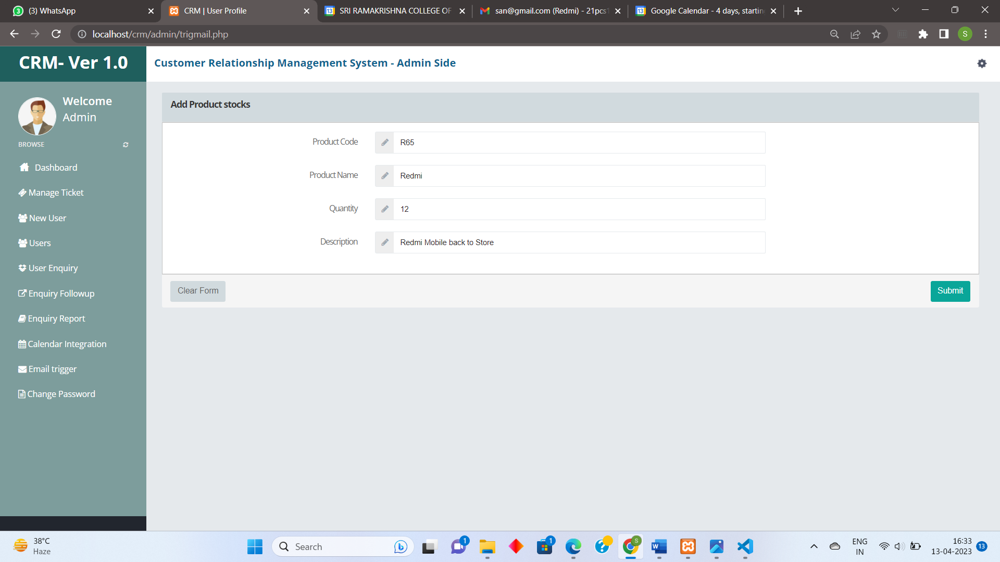 (3) WhatsApp
CRM | User Profile
SRI RAMAKRISHNA COLLEGE OF
san@gmail.com (Redmi) - 21pcs1
Google Calendar - 4 days, startin
localhost/crm/admin/trigmail.php
S
CRM- Ver 1.0
Customer Relationship Management System - Admin Side
Welcome
Admin
BROWSE
Dashboard
Manage Ticket
New User
Users
User Enquiry
Enquiry Followup
Enquiry Report
Calendar Integration
Email trigger
Change Password
Add Product stocks
Product Code
R65
Product Name
Redmi
Quantity
12
Description
Redmi Mobile back to Store
Clear Form
Submit
38°C
Haze
Search
1
1
S
ENG
IN
16:33
13-04-2023
13